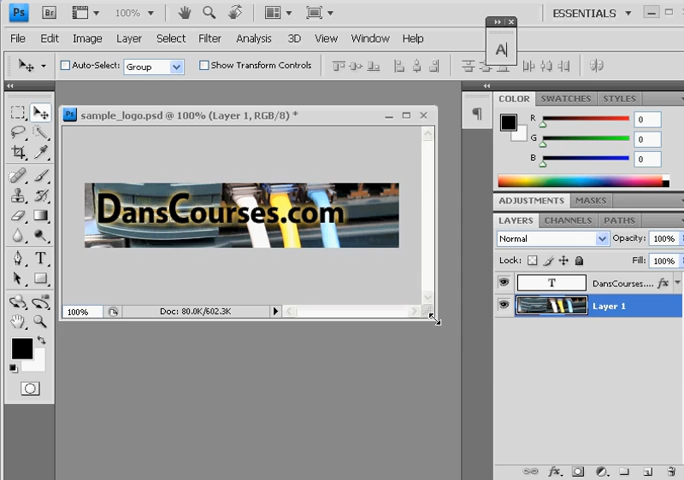 Ps Br 100% ESSENTIALS
File Edit Image Layer Select Filter Analysis 3D View Window Help
Auto-Select: Group Show Transform Controls
A
sample_logo.psd @ 100% (Layer 1, RGB/8) *
DansCourses.com
100% Doc: 80.0K/602.3K
COLOR SWATCHES STYLES
R 0
G 0
B 0
ADJUSTMENTS MASKS
LAYERS CHANNELS PATHS
Normal Opacity: 100%
Lock: Fill: 100%
T DansCourses.... fx
Layer 1
fx.